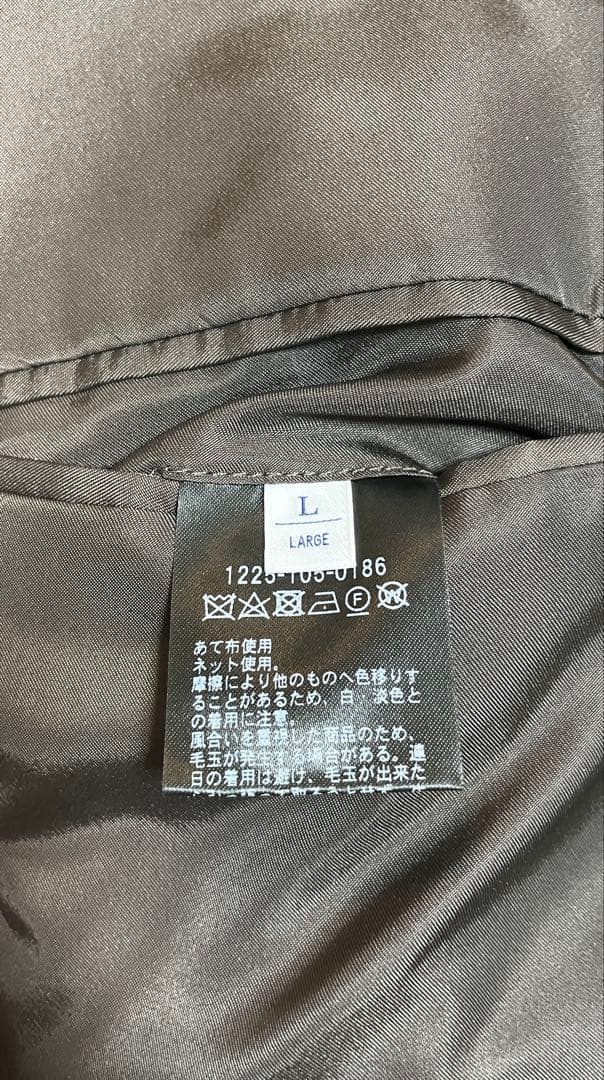 L
LARGE
1225-105-0186
F
W
あて布使用
ネット使用。
摩擦により他のものへ色移りす
ることがあるため、白・淡色と
の着用に注意。
風合いを重視した商品のため、
毛玉が発生する場合がある。連
日の着用は避け、毛玉が出来た